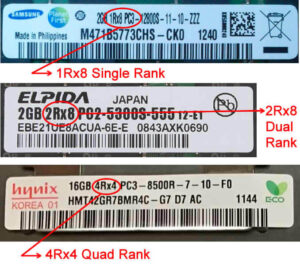 SAMSUNG
Planet First
2GB 1Rx8 PC3-12800S-11-10-ZZZ
Made in Philippines
M471B5773CHS-CK0 1240
1Rx8 Single Rank
ELPIDA JAPAN
2GB 2Rx8 PC2-5300S-555 12-E1
EBE21UE8ACUA-6E-E 0843AXK0690
2Rx8
Dual
Rank
hynix
KOREA 01
16GB 4Rx4 PC3-8500R-7-10-F0
HMT42GR7BMR4C-G7 D7 AC 1144
ECO
4Rx4 Quad Rank